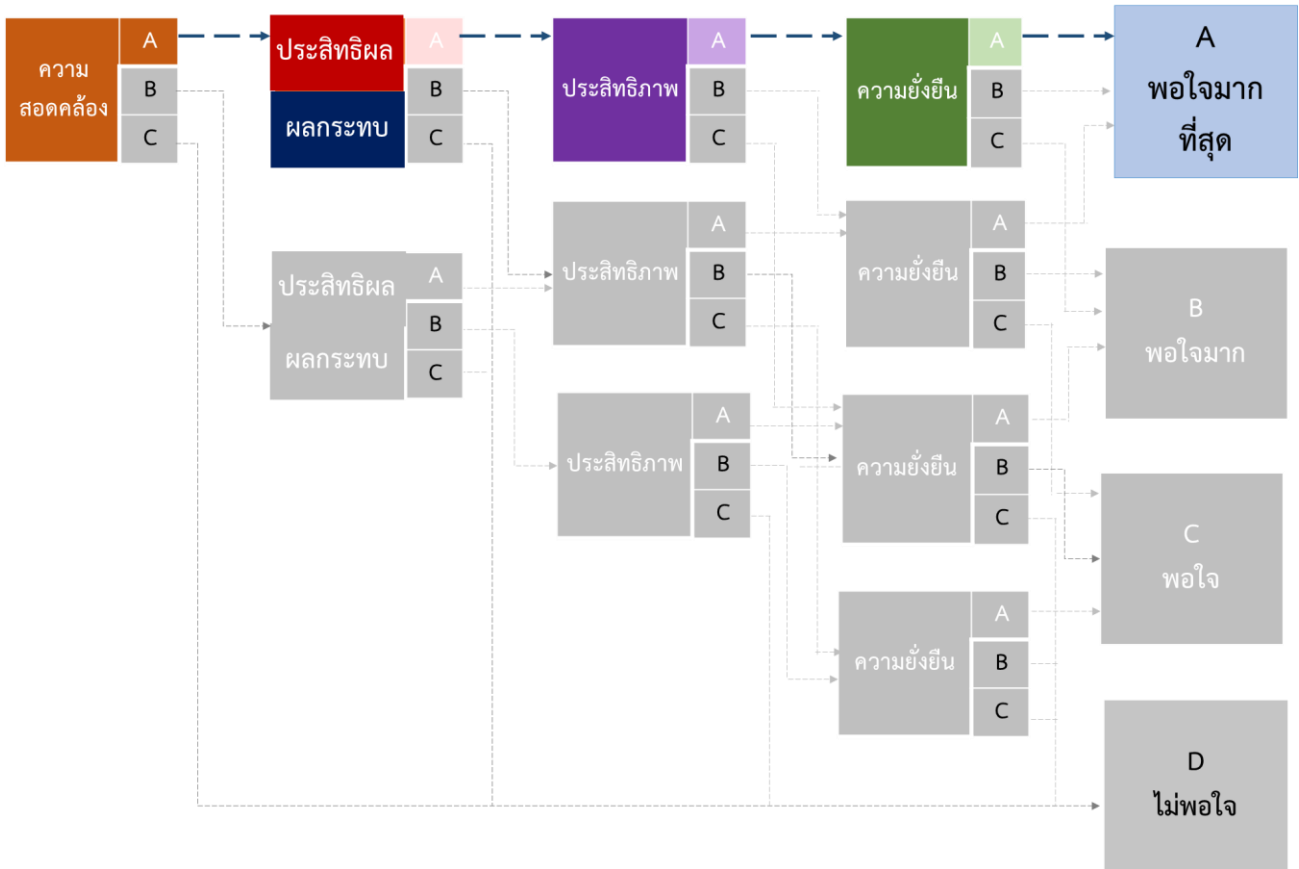 ความ
สอดคล้อง
A
B
C
ประสิทธิผล
ผลกระทบ
A
B
C
ประสิทธิภาพ
A
B
C
ความยั่งยืน
A
B
C
A
พอใจมาก
ที่สุด
ประสิทธิผล
ผลกระทบ
A
B
C
ประสิทธิภาพ
A
B
C
ความยั่งยืน
A
B
C
B
พอใจมาก
ประสิทธิภาพ
A
B
C
ความยั่งยืน
A
B
C
C
พอใจ
ความยั่งยืน
A
B
C
D
ไม่พอใจ